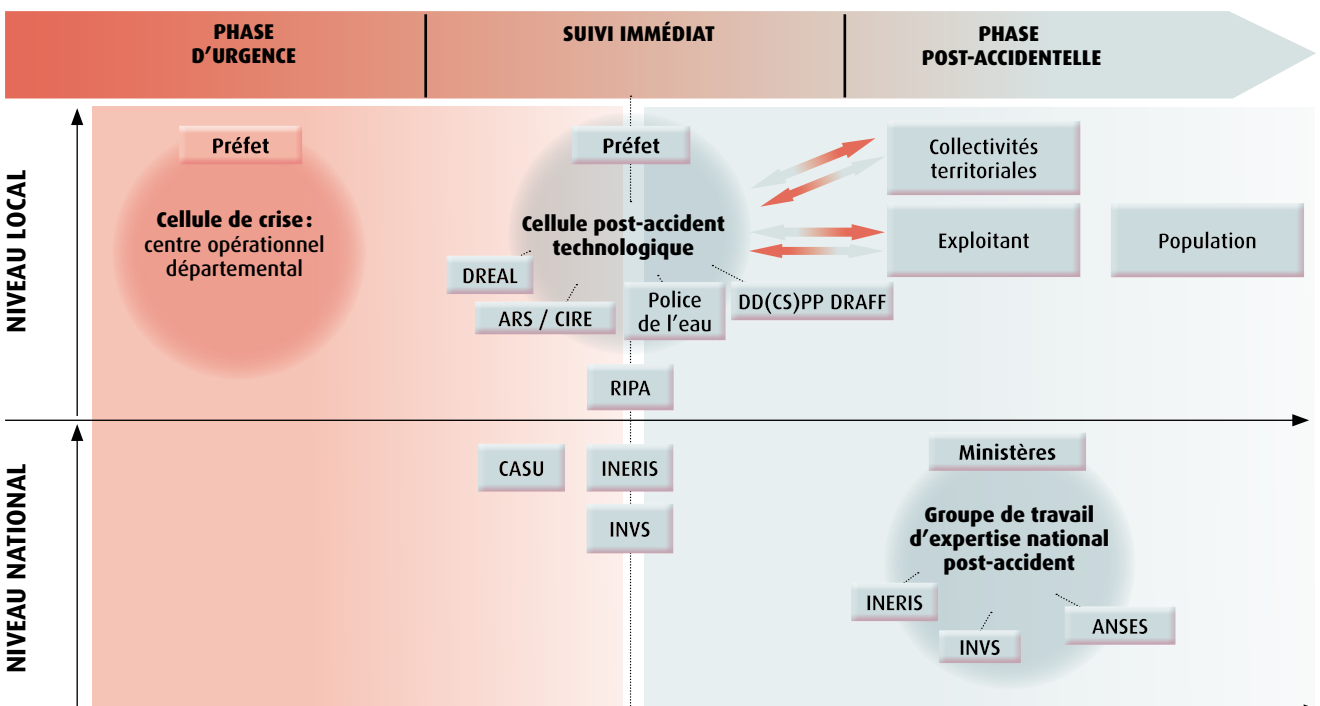 PHASE
D'URGENCE
SUIVI IMMÉDIAT
PHASE
POST-ACCIDENTELLE
NIVEAU LOCAL
Préfet
Cellule de crise :
centre opérationnel
départemental
Préfet
Cellule post-accident
technologique
DREAL
ARS / CIRE
Police
de l'eau
DD(CS)PP DRAFF
RIPA
Collectivités
territoriales
Exploitant
Population
NIVEAU NATIONAL
CASU
INERIS
INVS
Ministères
Groupe de travail
d'expertise national
post-accident
INERIS
INVS
ANSES